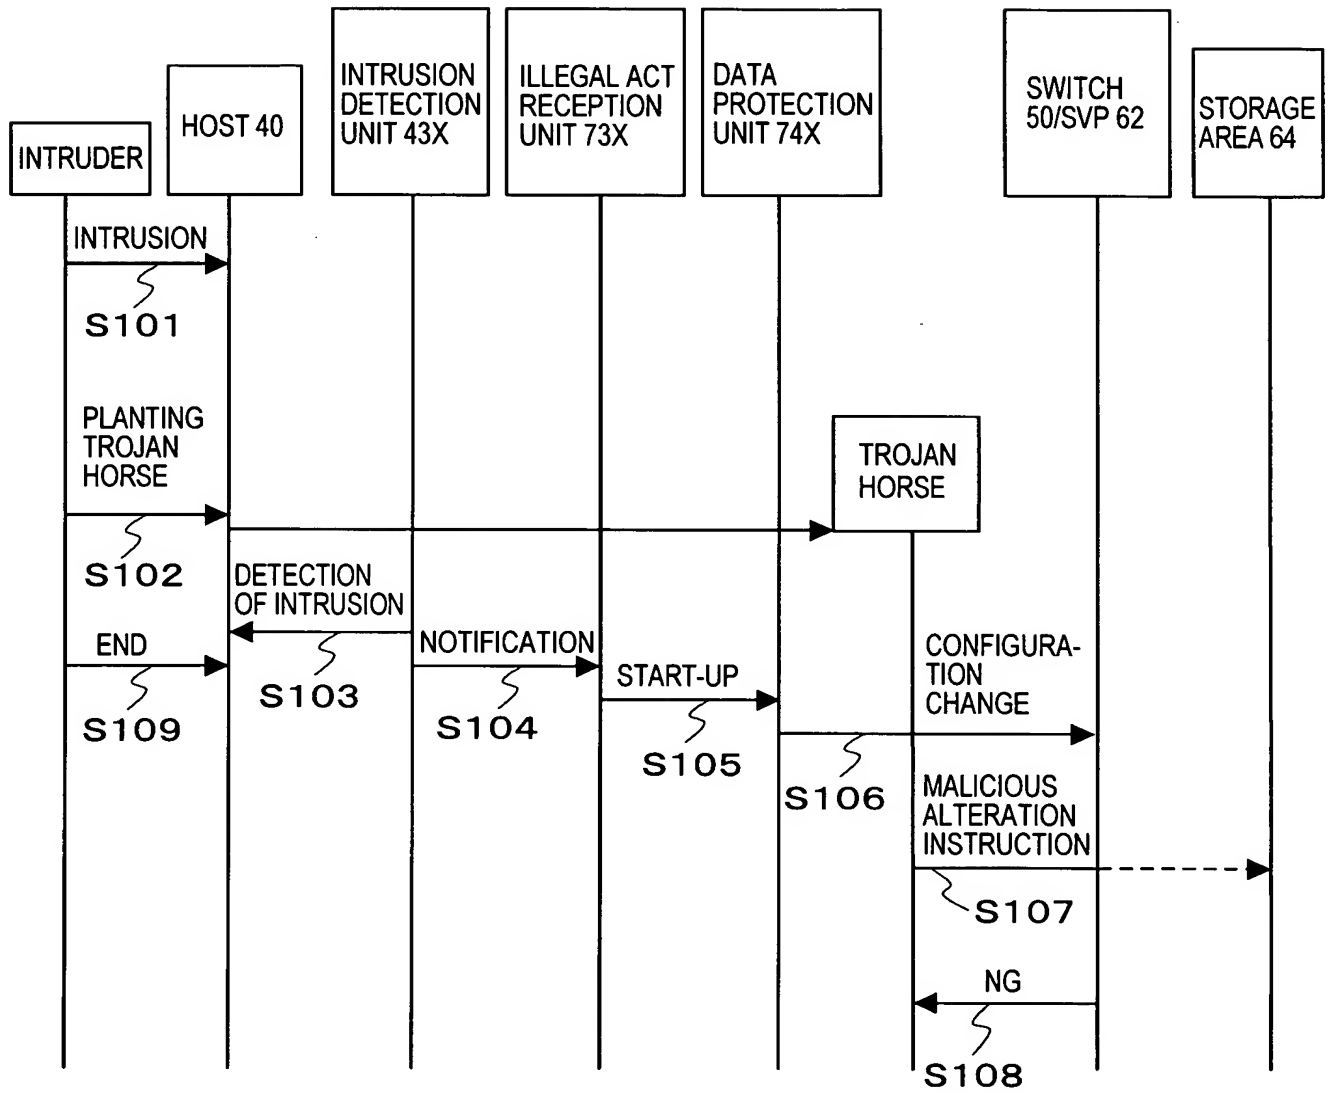 INTRUDER
HOST 40
INTRUSION
DETECTION
UNIT 43X
ILLEGAL ACT
RECEPTION
UNIT 73X
DATA
PROTECTION
UNIT 74X
SWITCH
50/SVP 62
STORAGE
AREA 64
INTRUSION
S101
PLANTING
TROJAN
HORSE
S102
TROJAN
HORSE
DETECTION
OF INTRUSION
S103
END
S109
NOTIFICATION
S104
START-UP
S105
CONFIGURA-
TION
CHANGE
S106
MALICIOUS
ALTERATION
INSTRUCTION
S107
NG
S108